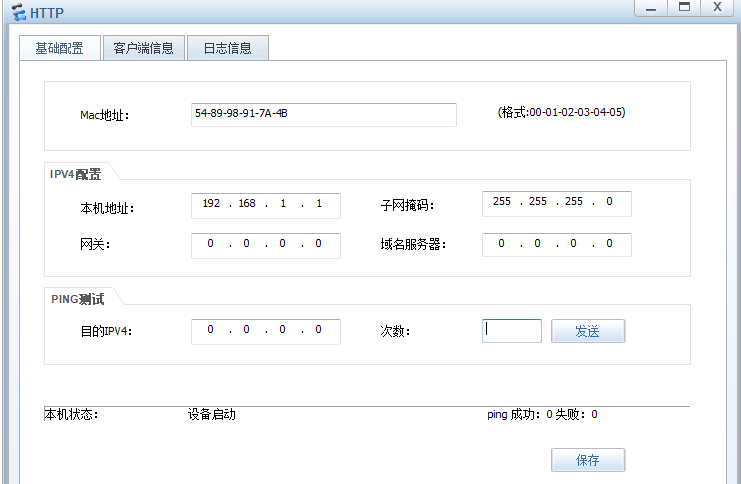 HTTP
基础配置 客户端信息 日志信息
Mac地址: 54-89-98-91-7A-4B (格式:00-01-02-03-04-05)
IPV4配置
本机地址: 192 . 168 . 1 . 1 子网掩码: 255 . 255 . 255 . 0
网关: 0 . 0 . 0 . 0 域名服务器: 0 . 0 . 0 . 0
PING测试
目的IPV4: 0 . 0 . 0 . 0 次数: 发送
本机状态: 设备启动 ping 成功: 0 失败: 0
保存